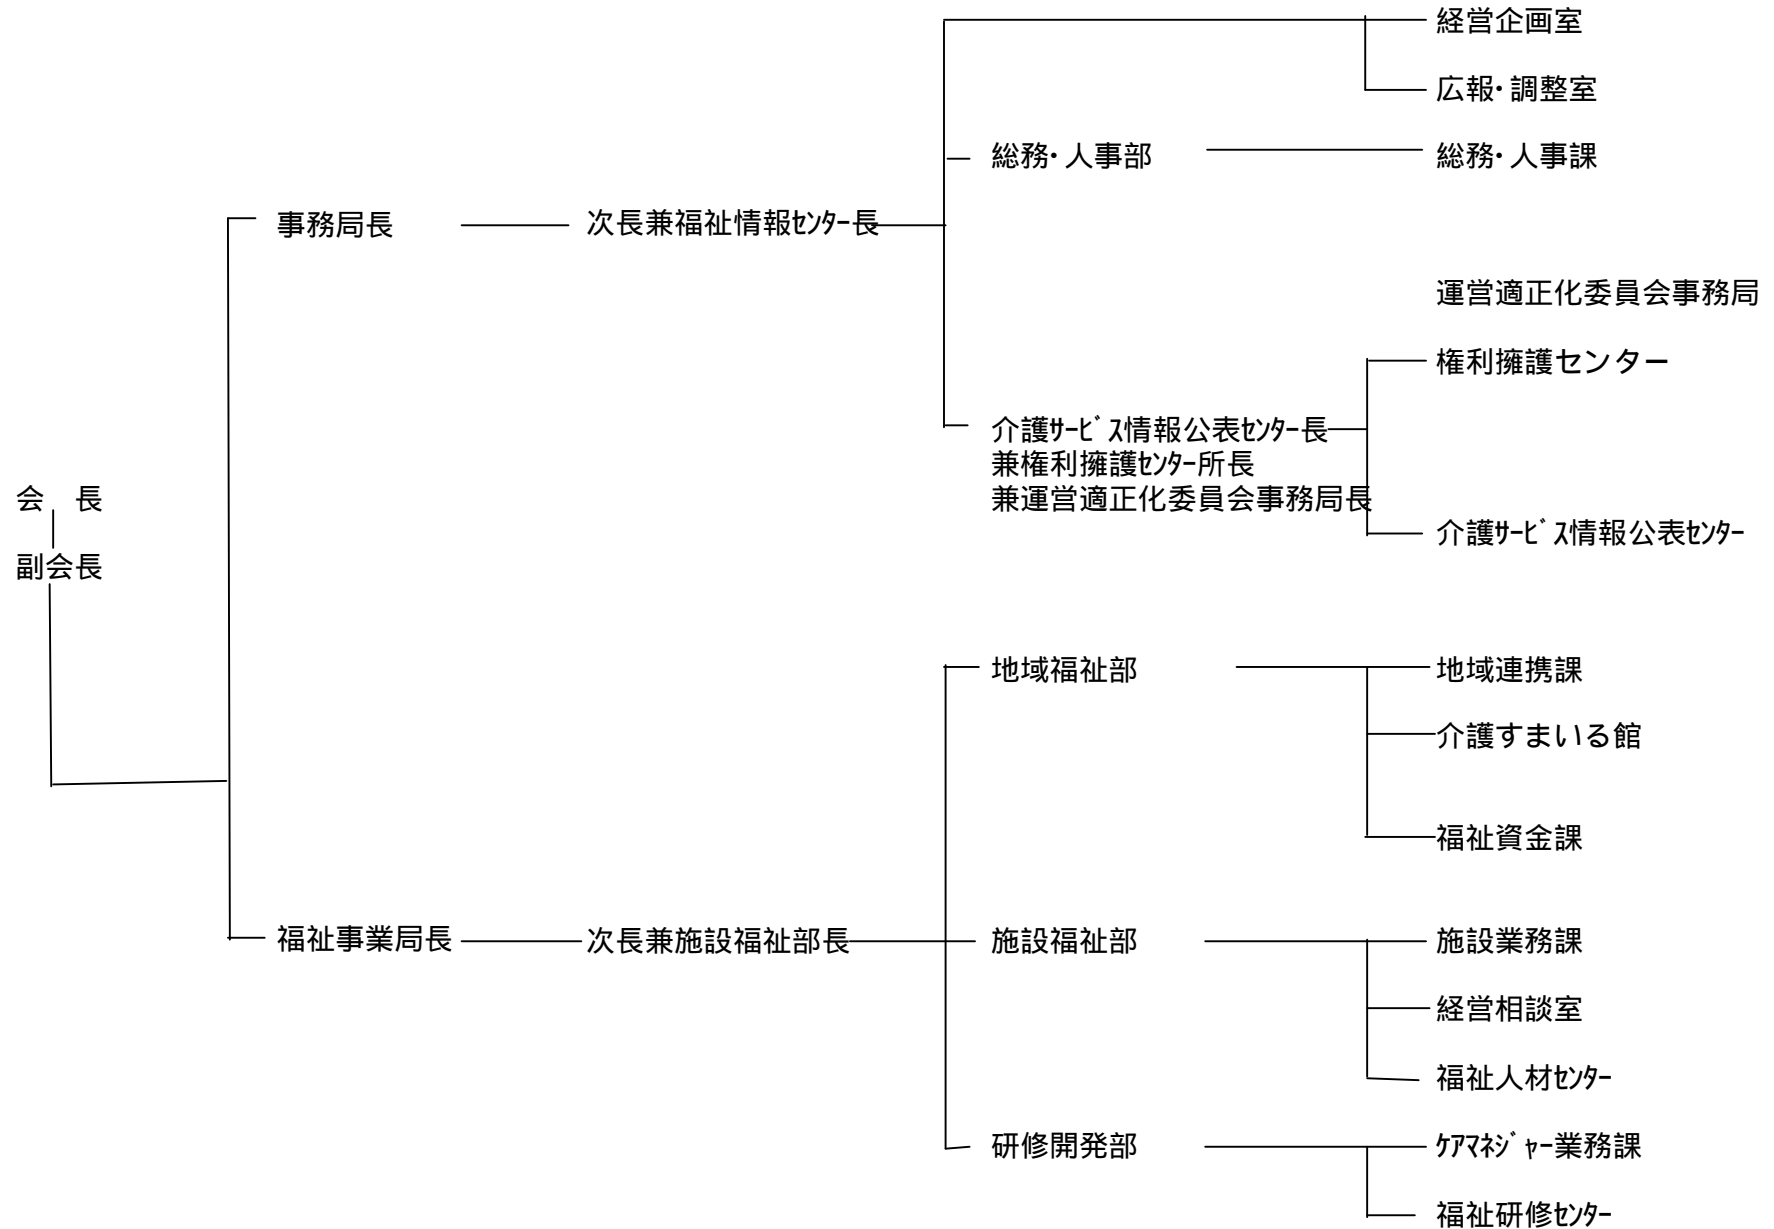 経営企画室
広報・調整室
総務・人事部
総務・人事課
事務局長
次長兼福祉情報ｾﾝﾀｰ長
運営適正化委員会事務局
権利擁護センター
介護ｻｰﾋﾞｽ情報公表ｾﾝﾀｰ長
兼権利擁護ｾﾝﾀｰ所長
兼運営適正化委員会事務局長
会　長
副会長
介護ｻｰﾋﾞｽ情報公表ｾﾝﾀｰ
地域福祉部
地域連携課
介護すまいる館
福祉資金課
福祉事業局長
次長兼施設福祉部長
施設福祉部
施設業務課
経営相談室
福祉人材ｾﾝﾀｰ
研修開発部
ｹｱﾏﾈｼﾞｬｰ業務課
福祉研修ｾﾝﾀｰ